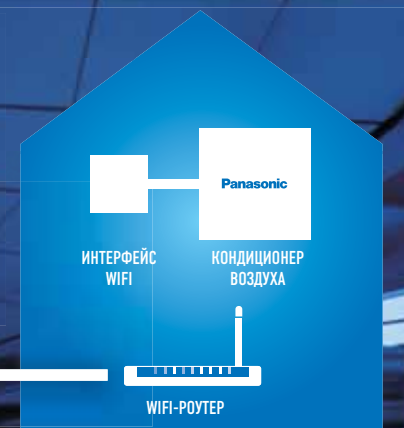 Panasonic
ИНТЕРФЕЙС
WIFI
КОНДИЦИОНЕР
ВОЗДУХА
WIFI-РОУТЕР